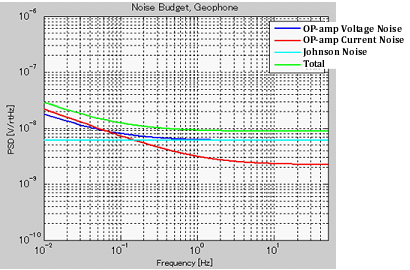 Noise Budget, Geophone
OP-amp Voltage Noise
OP-amp Current Noise
Johnson Noise
Total
PSD [V/rtHz]
10^-6
10^-7
10^-8
10^-9
10^-10
10^-2
10^-1
10^0
10^1
Frequency [Hz]